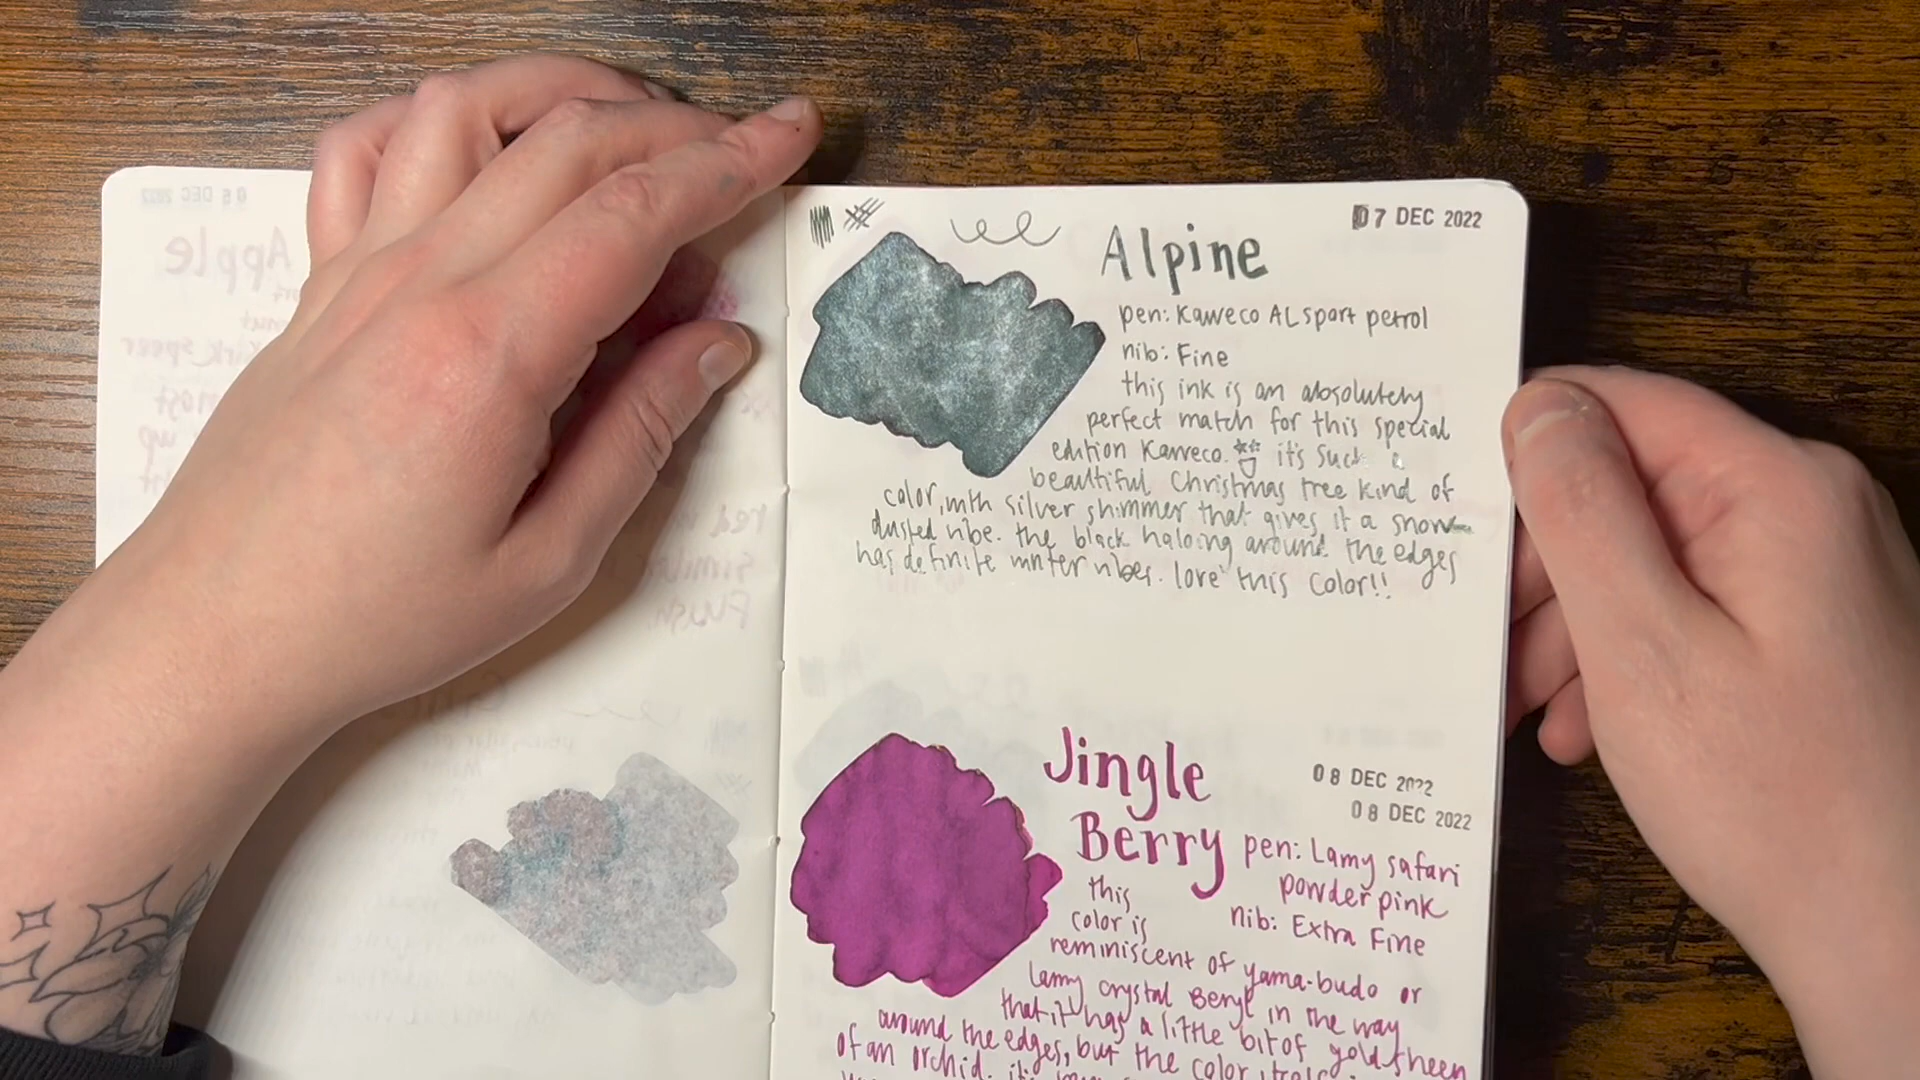 Alpine
07 DEC 2022
pen: Kaweco AL sport petrol
nib: Fine
this ink is an absolutely
perfect match for this special
edition Kaweco. it's such a
beautiful Christmas tree kind of
color, with silver shimmer that gives it a snow
dusted vibe. the black haloing around the edges
has definite winter vibes. love this color!!
Jingle
Berry
08 DEC 2022
08 DEC 2022
pen: Lamy safari
powder pink
nib: Extra Fine
this
color is
reminiscent of yama-budo or
Lamy crystal Beryl in the way
that it has a little bit of gold sheen
around the edges, but the color itself
of an orchid. it's